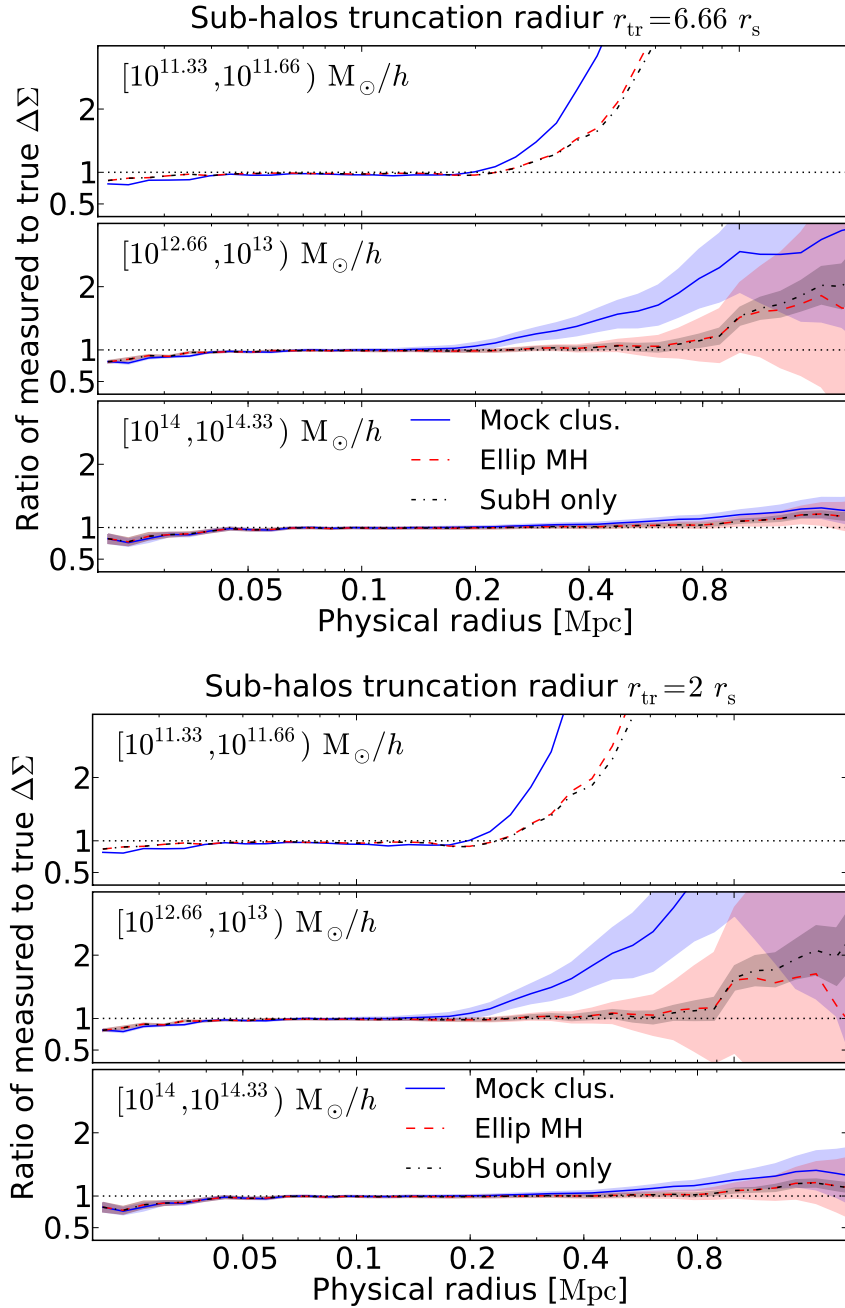 Sub-halos truncation radiur r_tr=6.66 r_s
Ratio of measured to true ΔΣ
[10^11.33 ,10^11.66) M_⊙/h
2
1
0.5
[10^12.66 ,10^13) M_⊙/h
2
1
0.5
[10^14 ,10^14.33) M_⊙/h
Mock clus.
Ellip MH
SubH only
2
1
0.5
0.05 0.1 0.2 0.4 0.8
Physical radius [Mpc]
Sub-halos truncation radiur r_tr=2 r_s
Ratio of measured to true ΔΣ
[10^11.33 ,10^11.66) M_⊙/h
2
1
0.5
[10^12.66 ,10^13) M_⊙/h
2
1
0.5
[10^14 ,10^14.33) M_⊙/h
Mock clus.
Ellip MH
SubH only
2
1
0.5
0.05 0.1 0.2 0.4 0.8
Physical radius [Mpc]